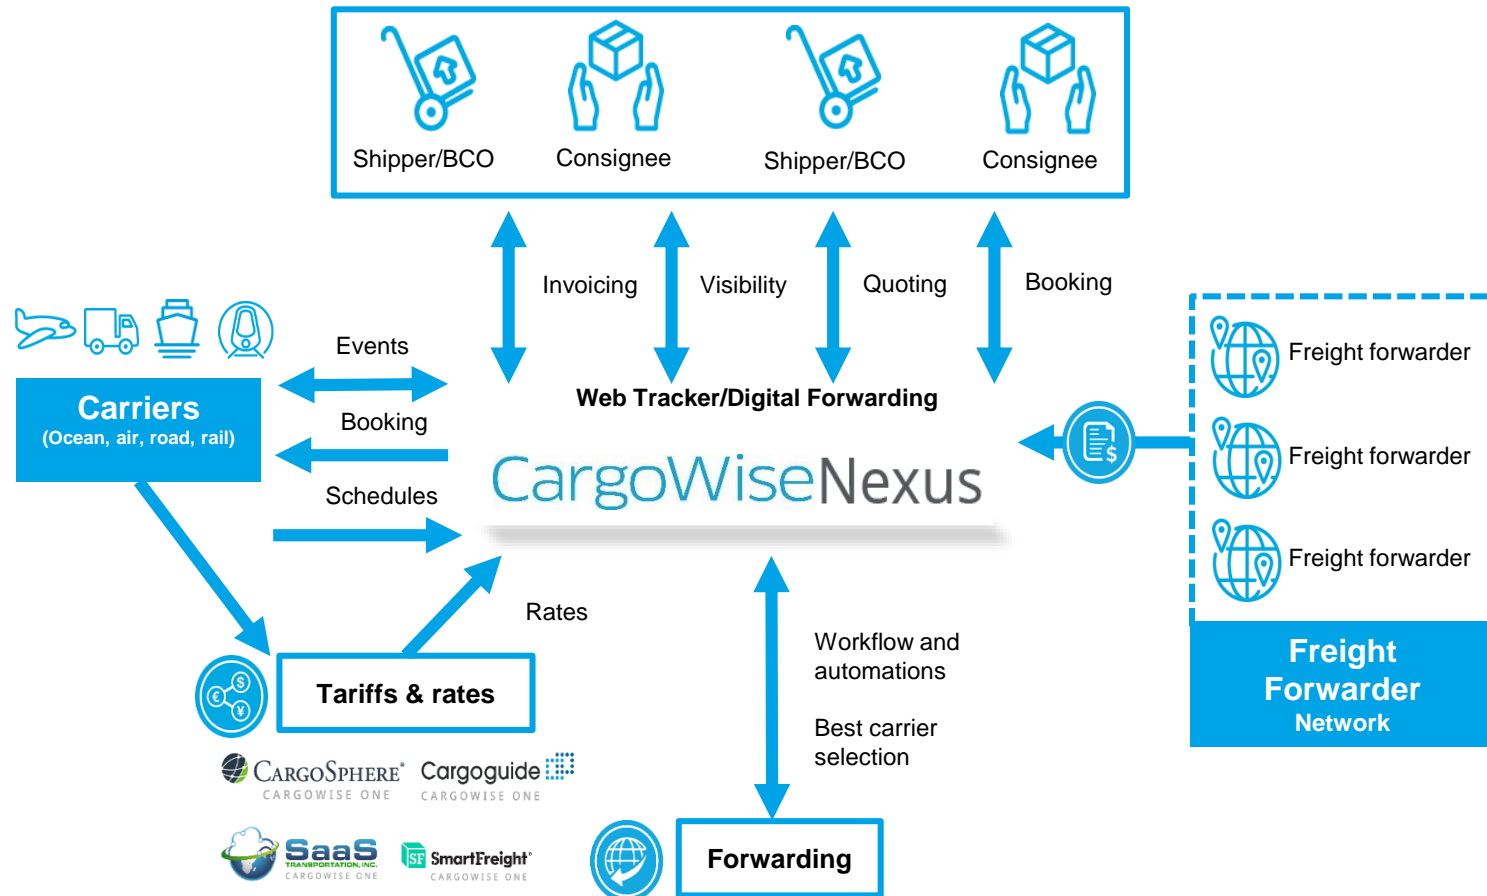 Shipper/BCO
Consignee
Shipper/BCO
Consignee
Invoicing
Visibility
Quoting
Booking
Events
Carriers
(Ocean, air, road, rail)
Booking
Schedules
Web Tracker/Digital Forwarding
CargoWiseNexus
$
Freight forwarder
Freight forwarder
Freight forwarder
Freight
Forwarder
Network
Rates
€ $ ¥
Tariffs & rates
Workflow and
automations
Best carrier
selection
CARGOSPHERE®
CARGOWISE ONE
Cargoguide
CARGOWISE ONE
SaaS
TRANSPORTATION, INC.
CARGOWISE ONE
SF SmartFreight®
CARGOWISE ONE
Forwarding